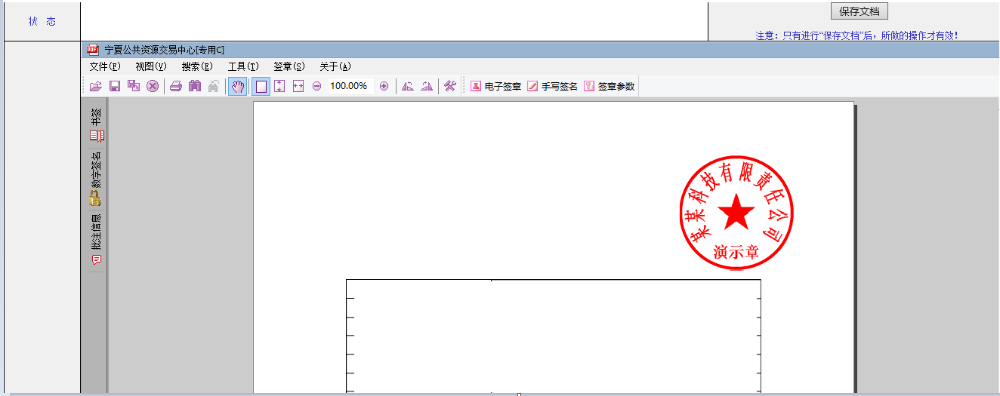 保存文档
状 态
注意：只有进行“保存文档”后，所做的操作才有效！
PDF 宁夏公共资源交易中心[专用C]
文件(F) 视图(V) 搜索(E) 工具(T) 签章(S) 关于(A)
100.00% 电子签章 手写签名 签章参数
书签
数字签名
批注信息
某某科技有限责任公司
演示章